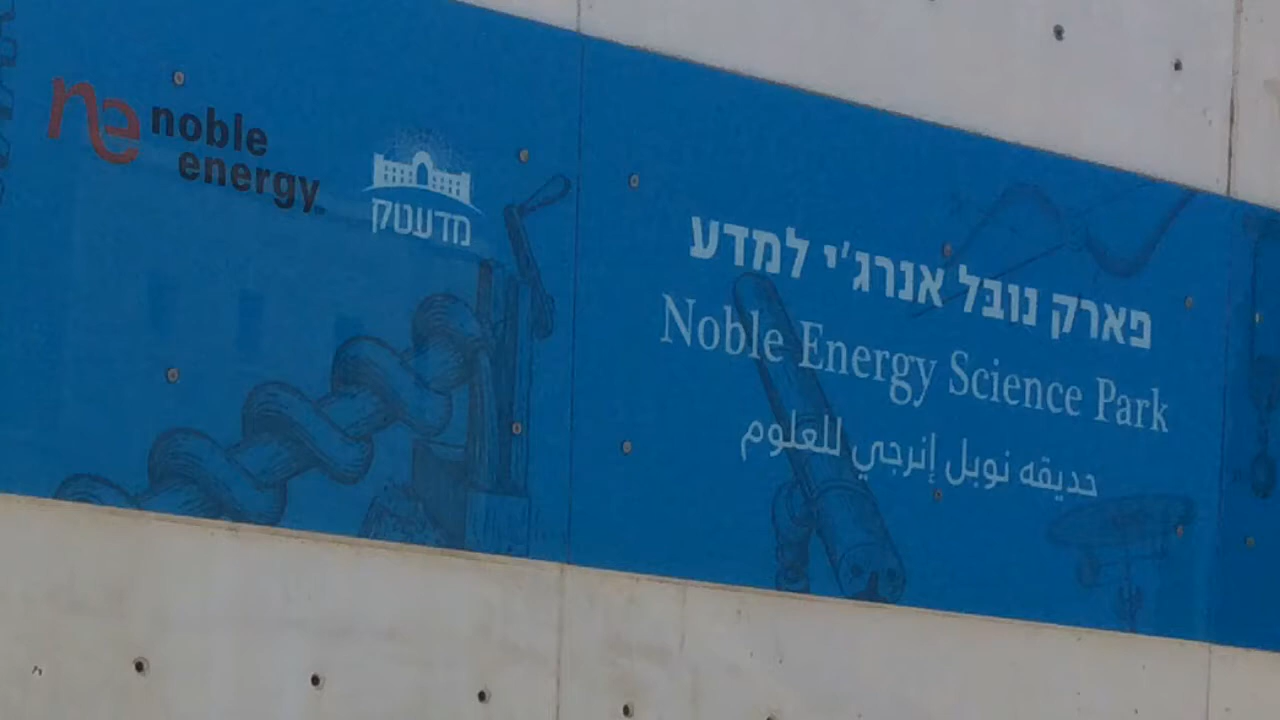 noble
energy
מדעטק
פארק נובל אנרג'י למדע
Noble Energy Science Park
حديقه نوبل إنرجي للعلوم